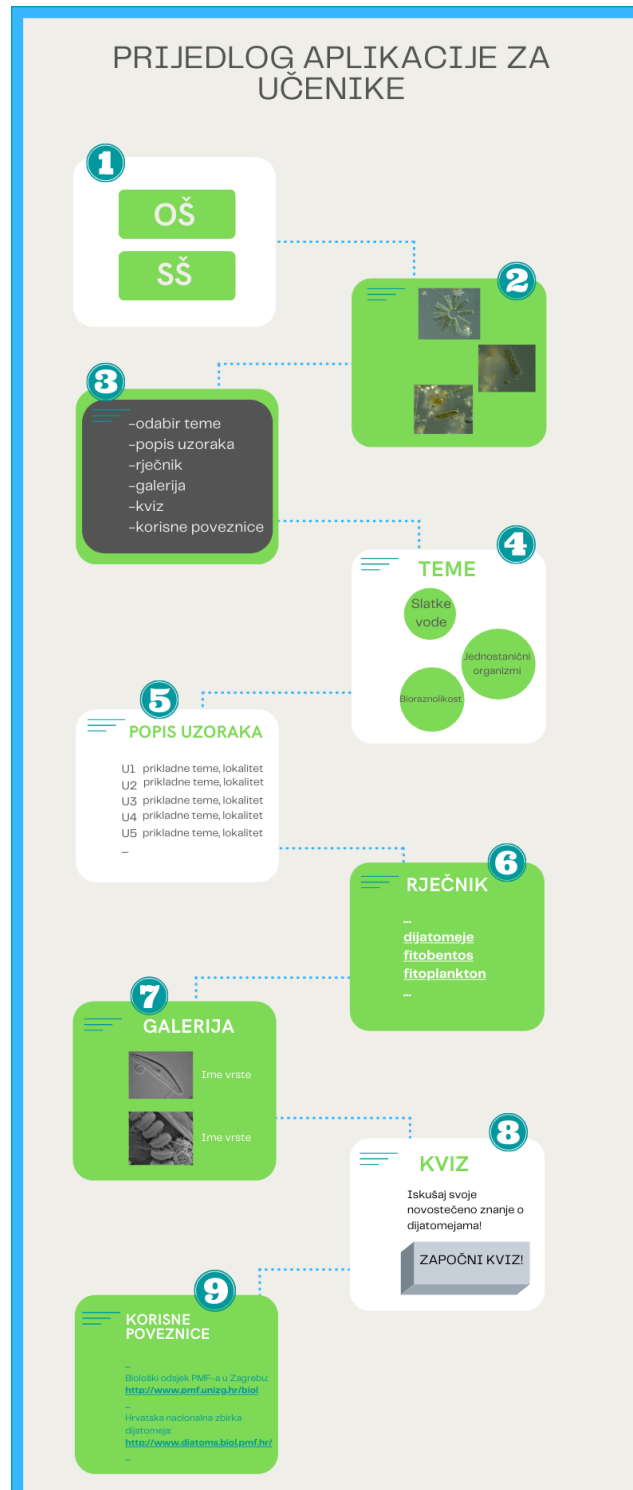 PRIJEDLOG APLIKACIJE ZA
UČENIKE
1
OŠ
SŠ
2
3
-odabir teme
-popis uzoraka
-rječnik
-galerija
-kviz
-korisne poveznice
4
TEME
Slatke
vode
Jednostanični
organizmi
Bioraznolikost
5
POPIS UZORAKA
U1 prikladne teme, lokalitet
U2 prikladne teme, lokalitet
U3 prikladne teme, lokalitet
U4 prikladne teme, lokalitet
U5 prikladne teme, lokalitet
...
6
RJEČNIK
...
dijatomeje
fitobentos
fitoplankton
...
7
GALERIJA
Ime vrste
Ime vrste
8
KVIZ
Iskušaj svoje
novostečeno znanje o
dijatomejama!
ZAPOČNI KVIZ!
9
KORISNE
POVEZNICE
...
Biološki odsjek PMF-a u Zagrebu:
http://www.pmf.unizg.hr/biol
...
Hrvatska nacionalna zbirka
dijatomeja:
http://www.diatoms.biol.pmf.hr/
...